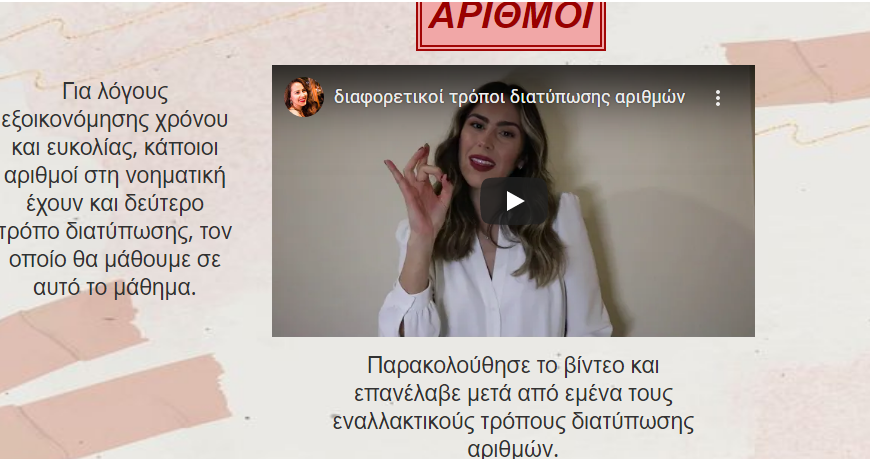 ΑΡΙΘΜΟΙ
Για λόγους
εξοικονόμησης χρόνου
και ευκολίας, κάποιοι
αριθμοί στη νοηματική
έχουν και δεύτερο
τρόπο διατύπωσης, τον
οποίο θα μάθουμε σε
αυτό το μάθημα.
διαφορετικοί τρόποι διατύπωσης αριθμών
Παρακολούθησε το βίντεο και
επανέλαβε μετά από εμένα τους
εναλλακτικούς τρόπους διατύπωσης
αριθμών.